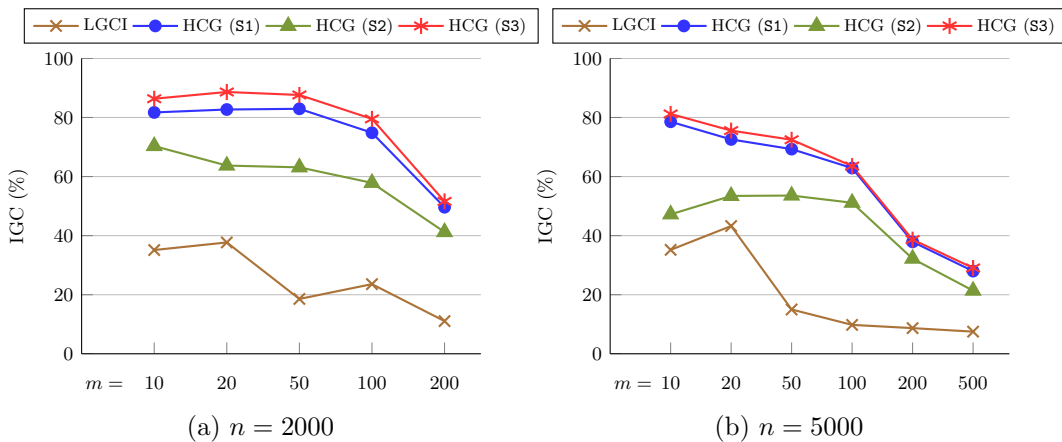 LGCI HCG (S1) HCG (S2) HCG (S3)
100
80
60
40
20
0
IGC (%)
m = 10 20 50 100 200
(a) n = 2000
LGCI HCG (S1) HCG (S2) HCG (S3)
100
80
60
40
20
0
IGC (%)
m = 10 20 50 100 200 500
(b) n = 5000